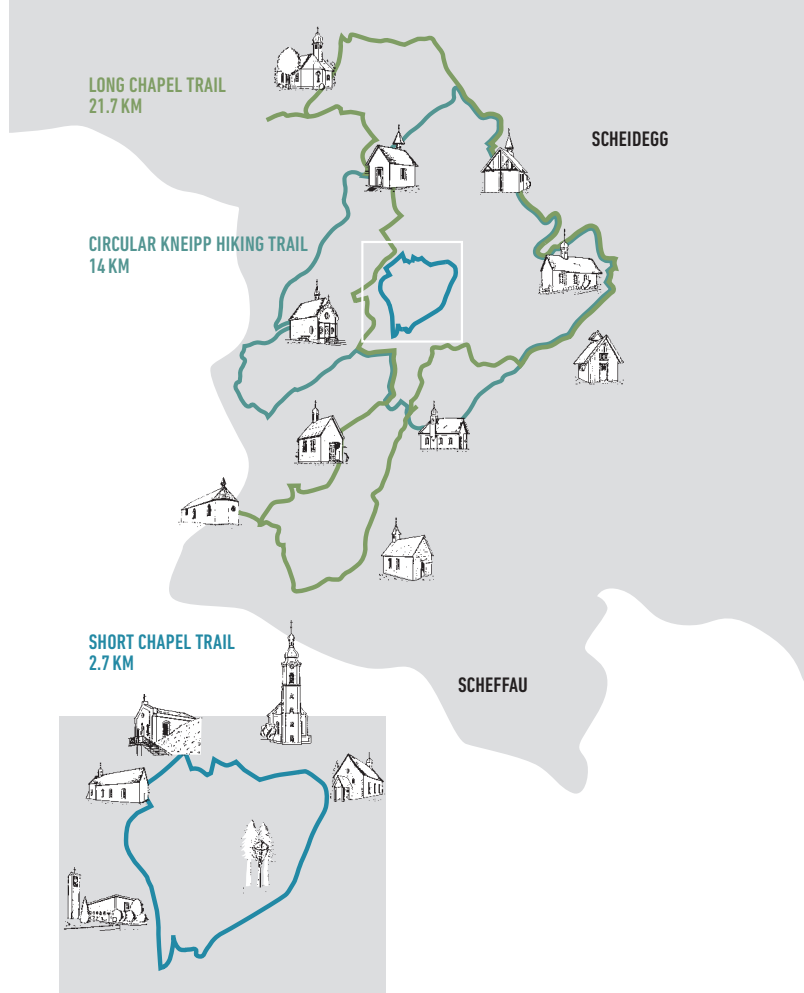 LONG CHAPEL TRAIL
21.7 KM
SCHEIDEGG
CIRCULAR KNEIPP HIKING TRAIL
14 KM
SHORT CHAPEL TRAIL
2.7 KM
SCHEFFAU